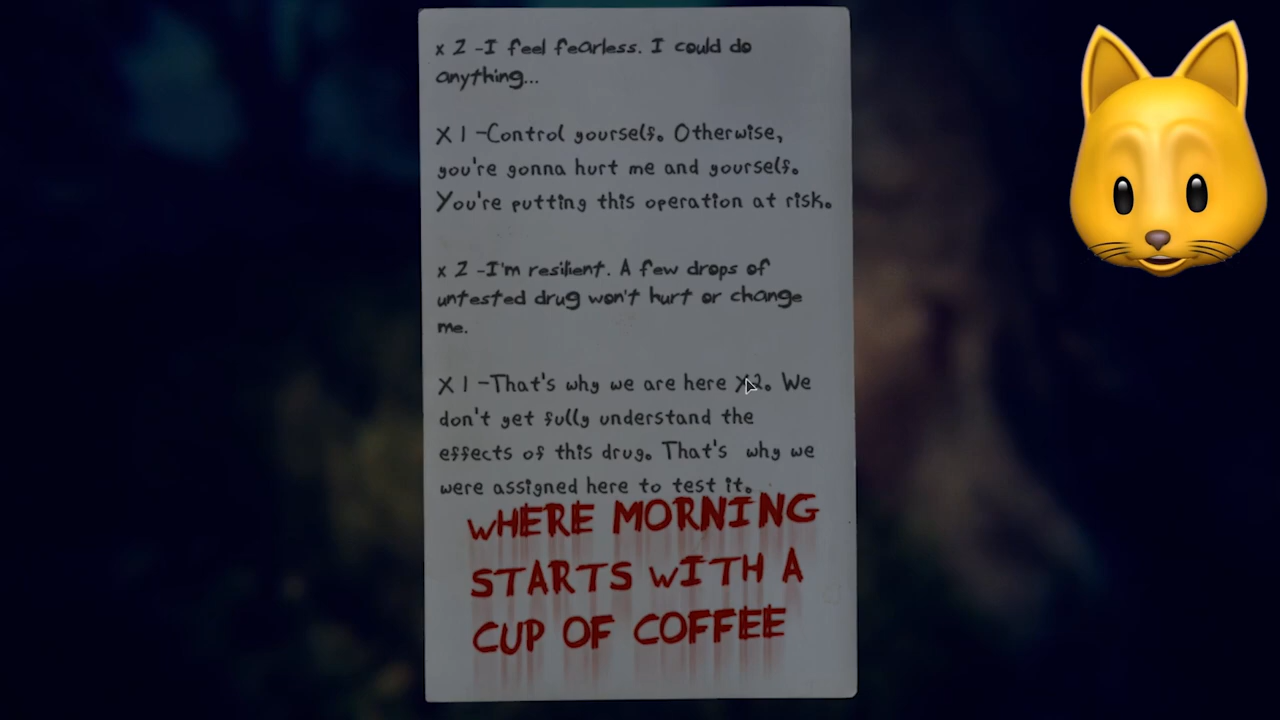 x 2 -I feel fearless. I could do
anything...
X 1 -Control yourself. Otherwise,
you're gonna hurt me and yourself.
You're putting this operation at risk.
x 2 -I'm resilient. A few drops of
untested drug won't hurt or change
me.
X 1 -That's why we are here X2. We
don't yet fully understand the
effects of this drug. That's why we
were assigned here to test it.
WHERE MORNING
STARTS WITH A
CUP OF COFFEE